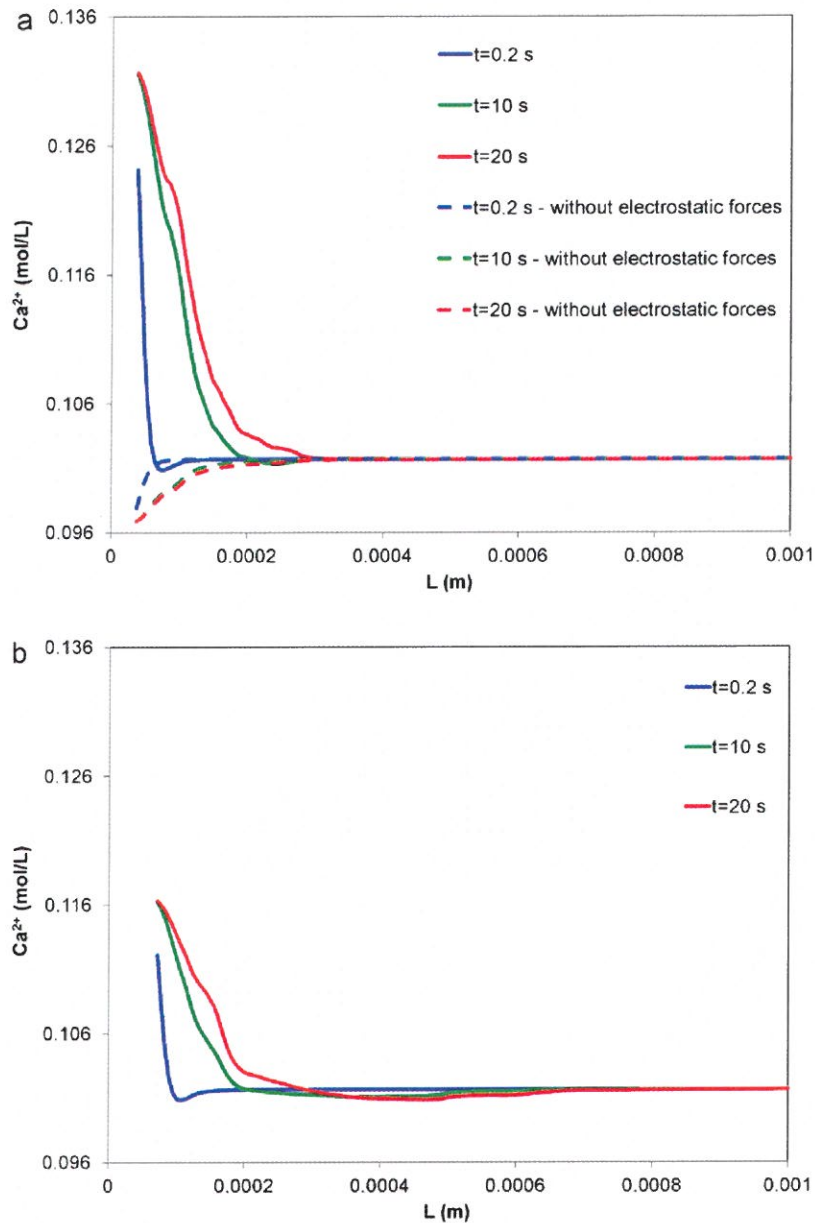 a
0.136
0.126
0.116
0.106
0.096
Ca²⁺ (mol/L)
t=0.2 s
t=10 s
t=20 s
t=0.2 s - without electrostatic forces
t=10 s - without electrostatic forces
t=20 s - without electrostatic forces
0
0.0002
0.0004
0.0006
0.0008
0.001
L (m)
b
0.136
0.126
0.116
0.106
0.096
Ca²⁺ (mol/L)
t=0.2 s
t=10 s
t=20 s
0
0.0002
0.0004
0.0006
0.0008
0.001
L (m)